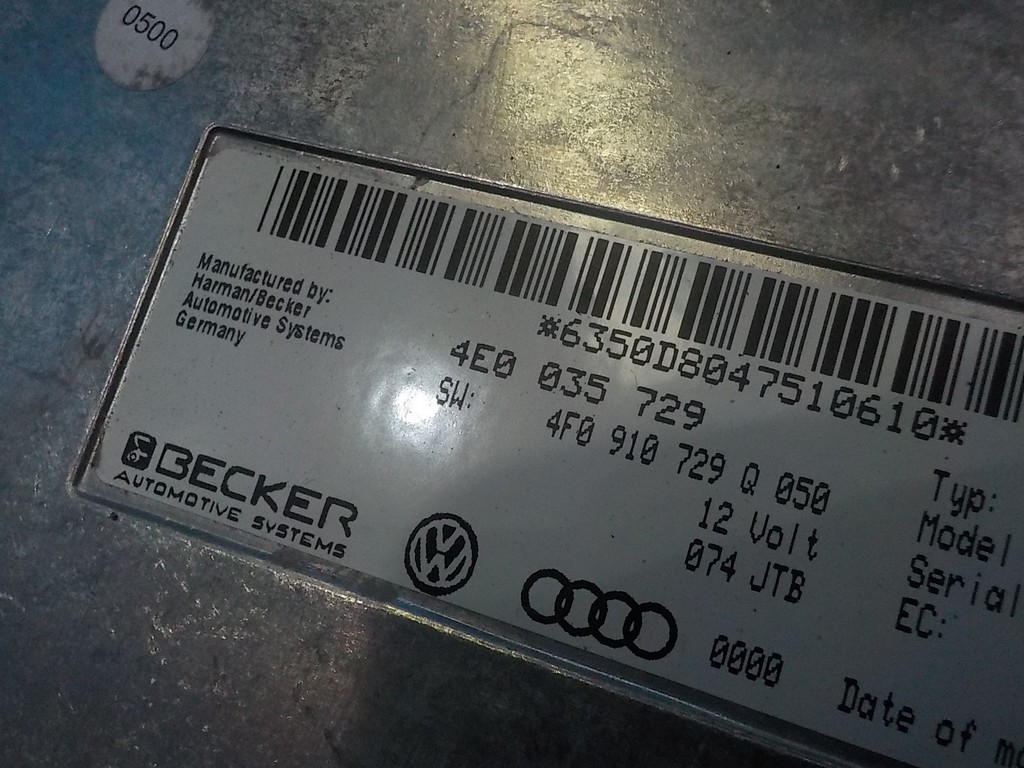 0500
*6350D8047510610*
Manufactured by:
Harman/Becker
Automotive Systems
Germany
4E0 035 729
SW: 4F0 910 729 Q 050
12 Volt
074 JTB
Typ:
Model
Serial
EC:
BECKER
AUTOMOTIVE SYSTEMS
0000
Date of